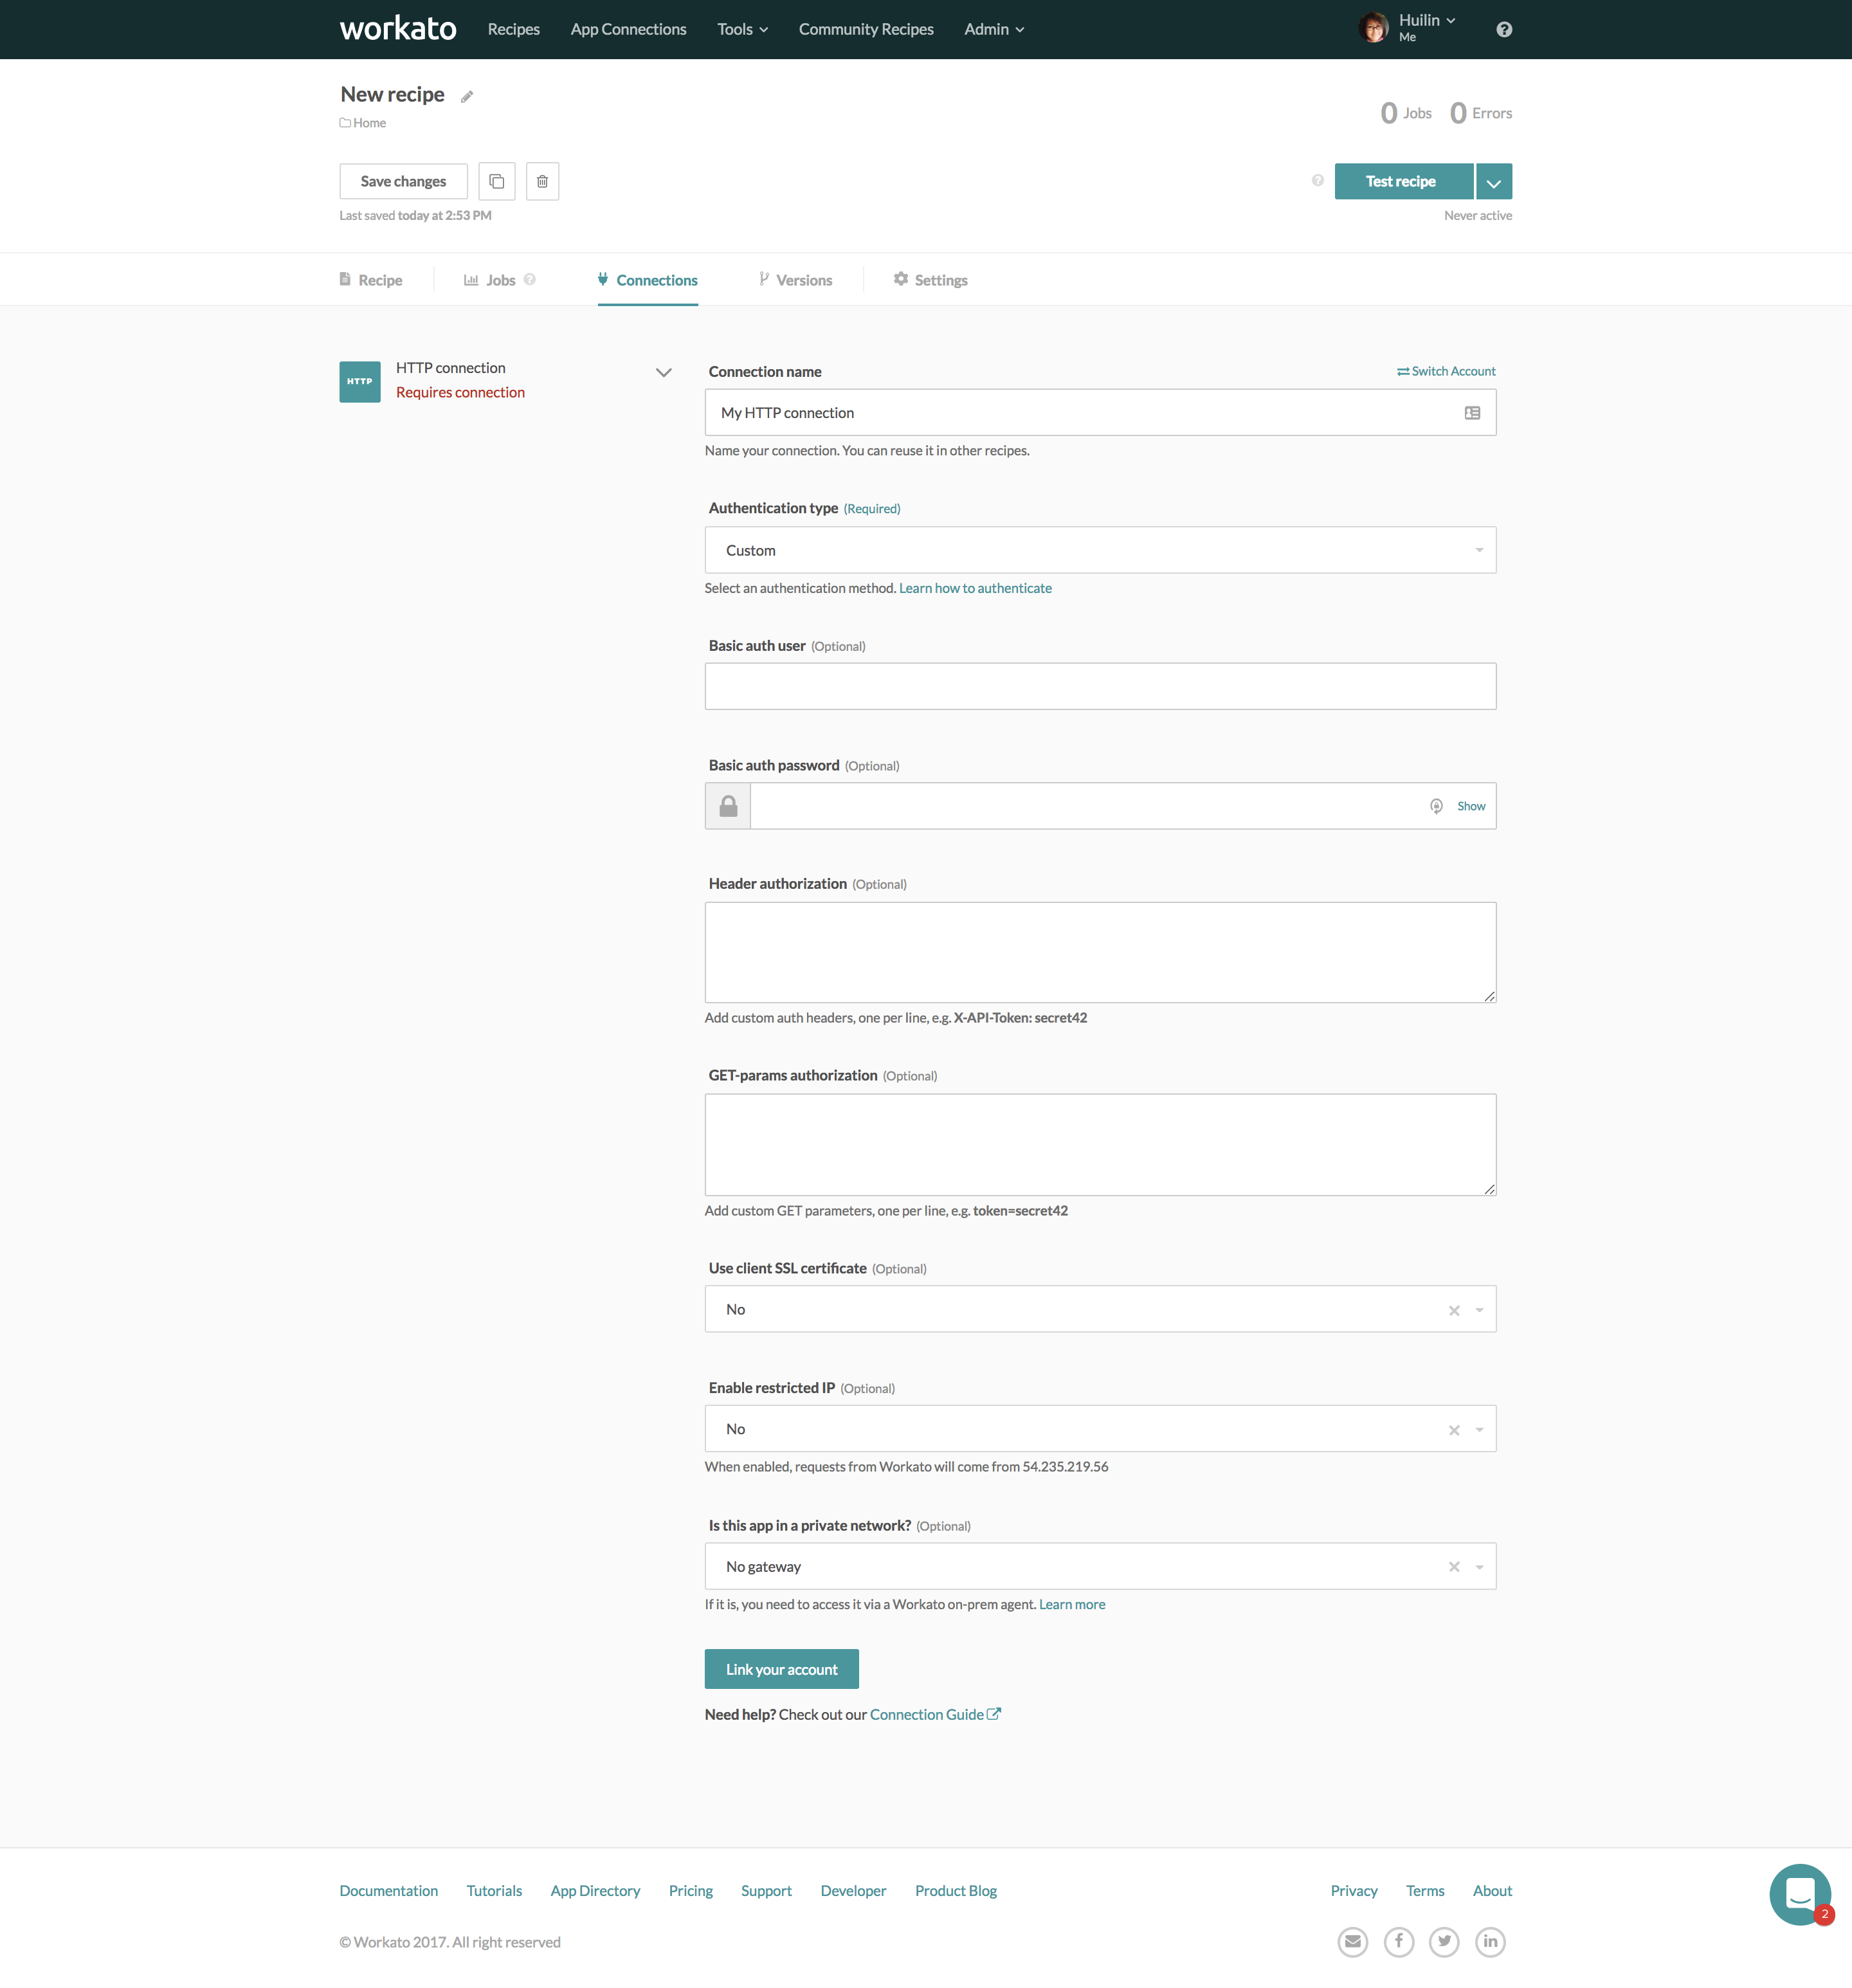 workato Recipes App Connections Tools Community Recipes Admin Huilin
Me
New recipe
Home
0 Jobs 0 Errors
Save changes Test recipe
Last saved today at 2:53 PM Never active
Recipe Jobs Connections Versions Settings
HTTP
HTTP connection
Requires connection
Connection name Switch Account
My HTTP connection
Name your connection. You can reuse it in other recipes.
Authentication type (Required)
Custom
Select an authentication method. Learn how to authenticate
Basic auth user (Optional)
Basic auth password (Optional)
Show
Header authorization (Optional)
Add custom auth headers, one per line, e.g. X-API-Token: secret42
GET-params authorization (Optional)
Add custom GET parameters, one per line, e.g. token=secret42
Use client SSL certificate (Optional)
No
Enable restricted IP (Optional)
No
When enabled, requests from Workato will come from 54.235.219.56
Is this app in a private network? (Optional)
No gateway
If it is, you need to access it via a Workato on-prem agent. Learn more
Link your account
Need help? Check out our Connection Guide
Documentation Tutorials App Directory Pricing Support Developer Product Blog Privacy Terms About
2
© Workato 2017. All right reserved